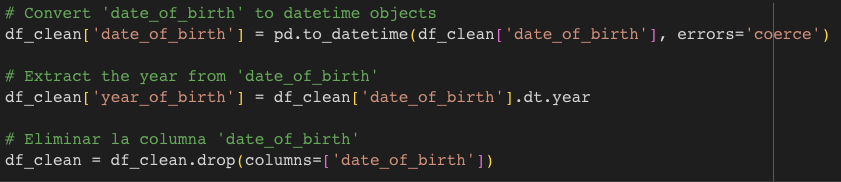 # Convert 'date_of_birth' to datetime objects
df_clean['date_of_birth'] = pd.to_datetime(df_clean['date_of_birth'], errors='coerce')
# Extract the year from 'date_of_birth'
df_clean['year_of_birth'] = df_clean['date_of_birth'].dt.year
# Eliminar la columna 'date_of_birth'
df_clean = df_clean.drop(columns=['date_of_birth'])